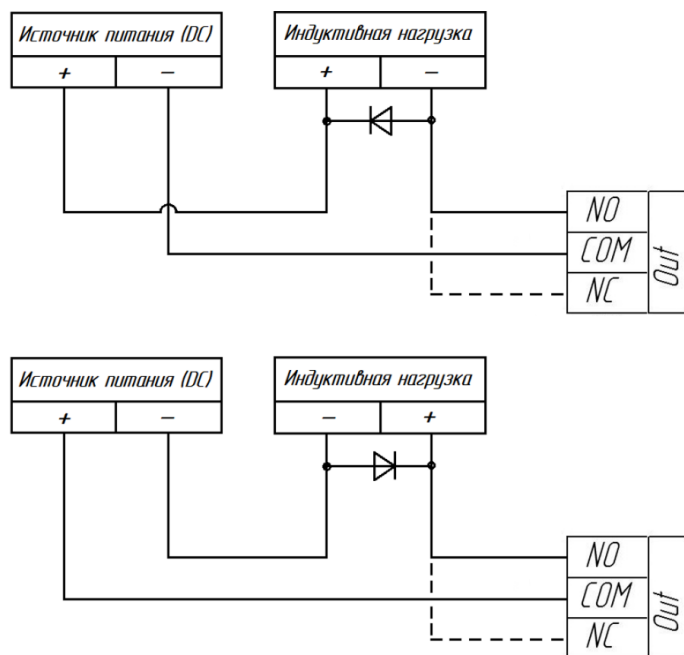 Источник питания (DC)
+ −
Индуктивная нагрузка
+ −
NO
COM
NC
Out
Источник питания (DC)
+ −
Индуктивная нагрузка
− +
NO
COM
NC
Out